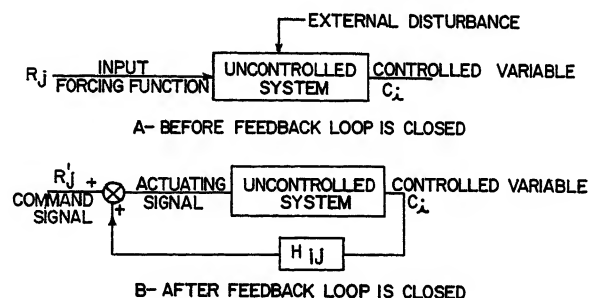 EXTERNAL DISTURBANCE
Rj INPUT FORCING FUNCTION
UNCONTROLLED SYSTEM
CONTROLLED VARIABLE
Ci
A- BEFORE FEEDBACK LOOP IS CLOSED
R'j +
COMMAND SIGNAL
+
ACTUATING SIGNAL
UNCONTROLLED SYSTEM
CONTROLLED VARIABLE
Ci
H ij
B- AFTER FEEDBACK LOOP IS CLOSED